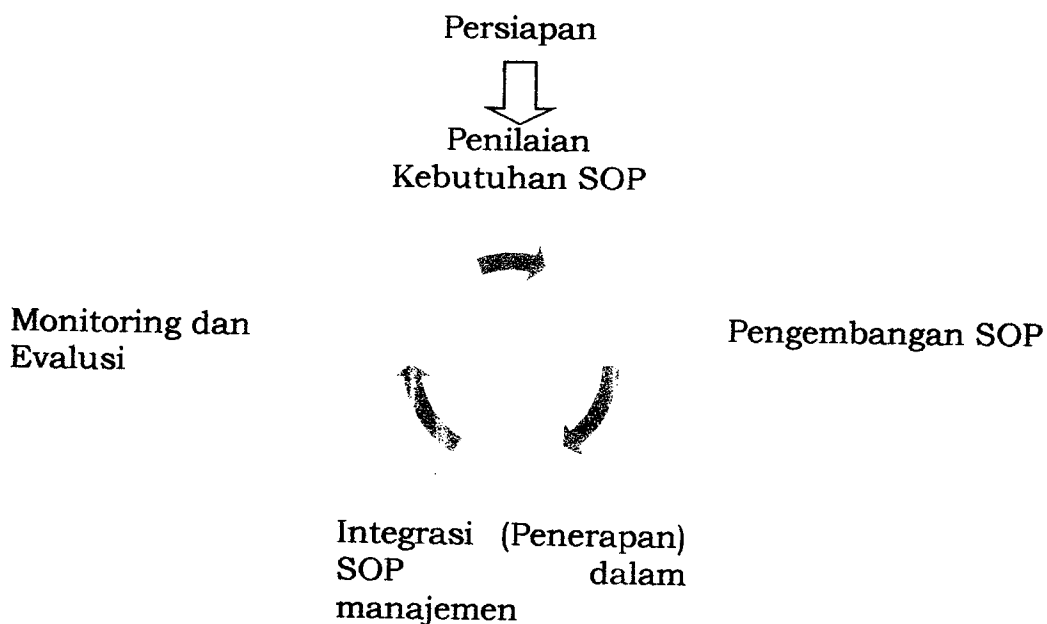 Persiapan
Penilaian
Kebutuhan SOP
Monitoring dan
Evalusi
Pengembangan SOP
Integrasi (Penerapan)
SOP dalam
manajemen